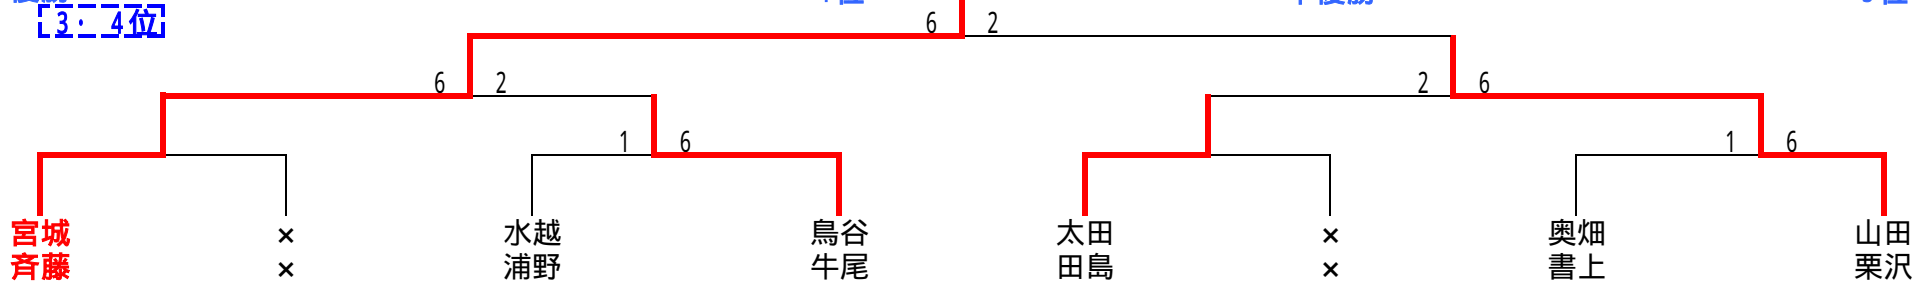 3・ 4位
6 2
6 2 2 6
1 6 1 6
宮城 × 水越 鳥谷 太田 × 奥畑 山田
斉藤 × 浦野 牛尾 田島 × 書上 栗沢